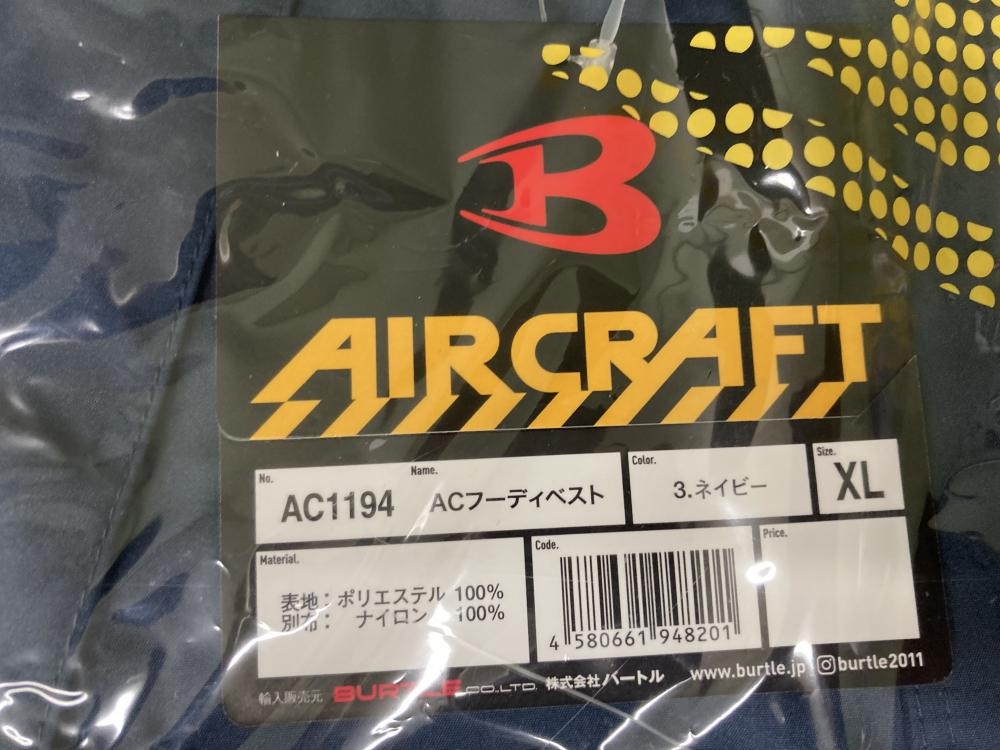 B
AIRCRAFT
No. Name. Color. Size.
AC1194 ACフーディベスト 3.ネイビー XL
Material. Code. Price.
表地:ポリエステル 100%
別布: ナイロン 100%
4 580661 948201
輸入販売元 BURTLE CO.LTD. 株式会社バートル www.burtle.jp burtle2011